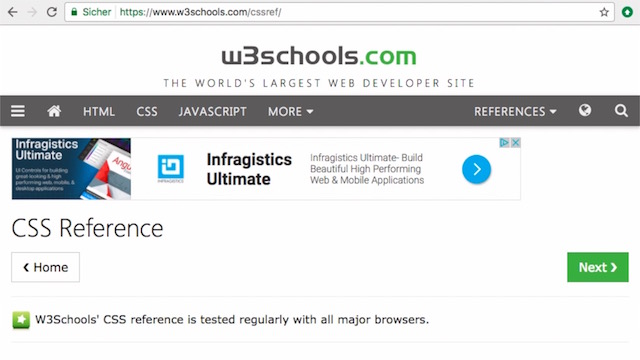 Sicher https://www.w3schools.com/cssref/
w3schools.com
THE WORLD'S LARGEST WEB DEVELOPER SITE
HTML CSS JAVASCRIPT MORE REFERENCES
Infragistics
Ultimate
UI Controls for building
great-looking & high
performing web, mobile, &
desktop applications
INFRAGISTICS
Infragistics
Ultimate
Infragistics Ultimate- Build
Beautiful High Performing
Web & Mobile Applications
CSS Reference
❮ Home
Next ❯
W3Schools' CSS reference is tested regularly with all major browsers.